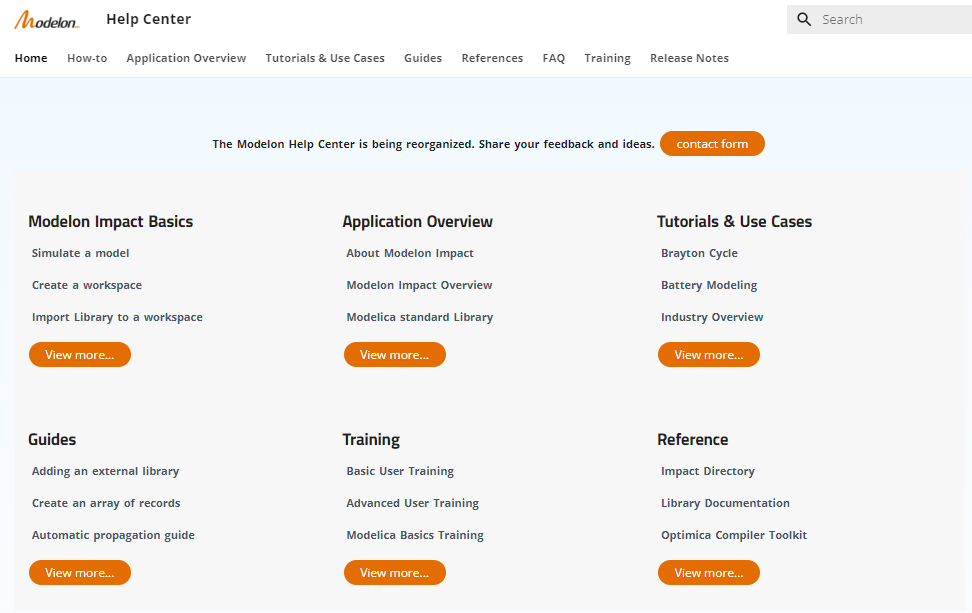 Modelon Help Center
Search
Home How-to Application Overview Tutorials & Use Cases Guides References FAQ Training Release Notes
The Modelon Help Center is being reorganized. Share your feedback and ideas. contact form
Modelon Impact Basics
Simulate a model
Create a workspace
Import Library to a workspace
View more...
Application Overview
About Modelon Impact
Modelon Impact Overview
Modelica standard Library
View more...
Tutorials & Use Cases
Brayton Cycle
Battery Modeling
Industry Overview
View more...
Guides
Adding an external library
Create an array of records
Automatic propagation guide
View more...
Training
Basic User Training
Advanced User Training
Modelica Basics Training
View more...
Reference
Impact Directory
Library Documentation
Optimica Compiler Toolkit
View more...